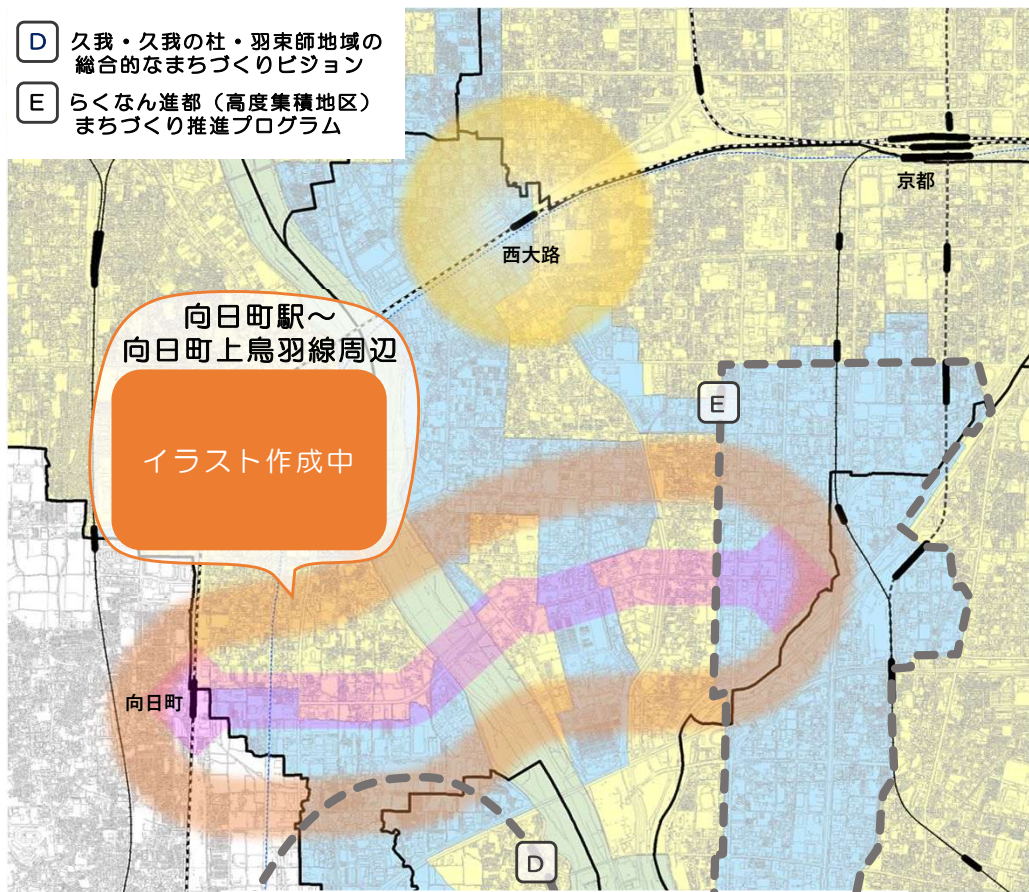 D 久我・久我の杜・羽束師地域の
総合的なまちづくりビジョン
E らくなん進都（高度集積地区）
まちづくり推進プログラム
京都
西大路
向日町駅～
向日町上鳥羽線周辺
イラスト作成中
E
向日町
D